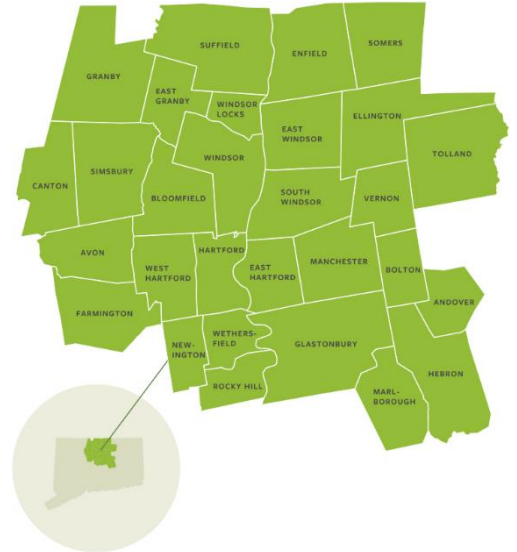 SUFFIELD
ENFIELD
SOMERS
GRANBY
EAST
GRANBY
WINDSOR
LOCKS
EAST
WINDSOR
ELLINGTON
TOLLAND
CANTON
SIMSBURY
WINDSOR
BLOOMFIELD
SOUTH
WINDSOR
VERNON
AVON
WEST
HARTFORD
HARTFORD
EAST
HARTFORD
MANCHESTER
BOLTON
ANDOVER
FARMINGTON
NEW-
INGTON
WETHERS-
FIELD
GLASTONBURY
HEBRON
ROCKY HILL
MARL-
BOROUGH